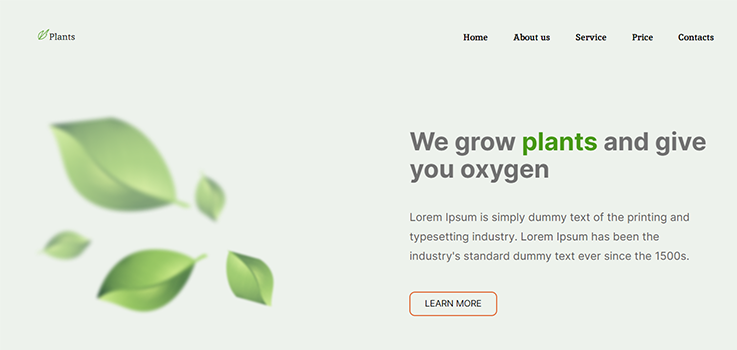 Plants
Home About us Service Price Contacts
We grow plants and give
you oxygen
Lorem Ipsum is simply dummy text of the printing and
typesetting industry. Lorem Ipsum has been the
industry's standard dummy text ever since the 1500s.
LEARN MORE